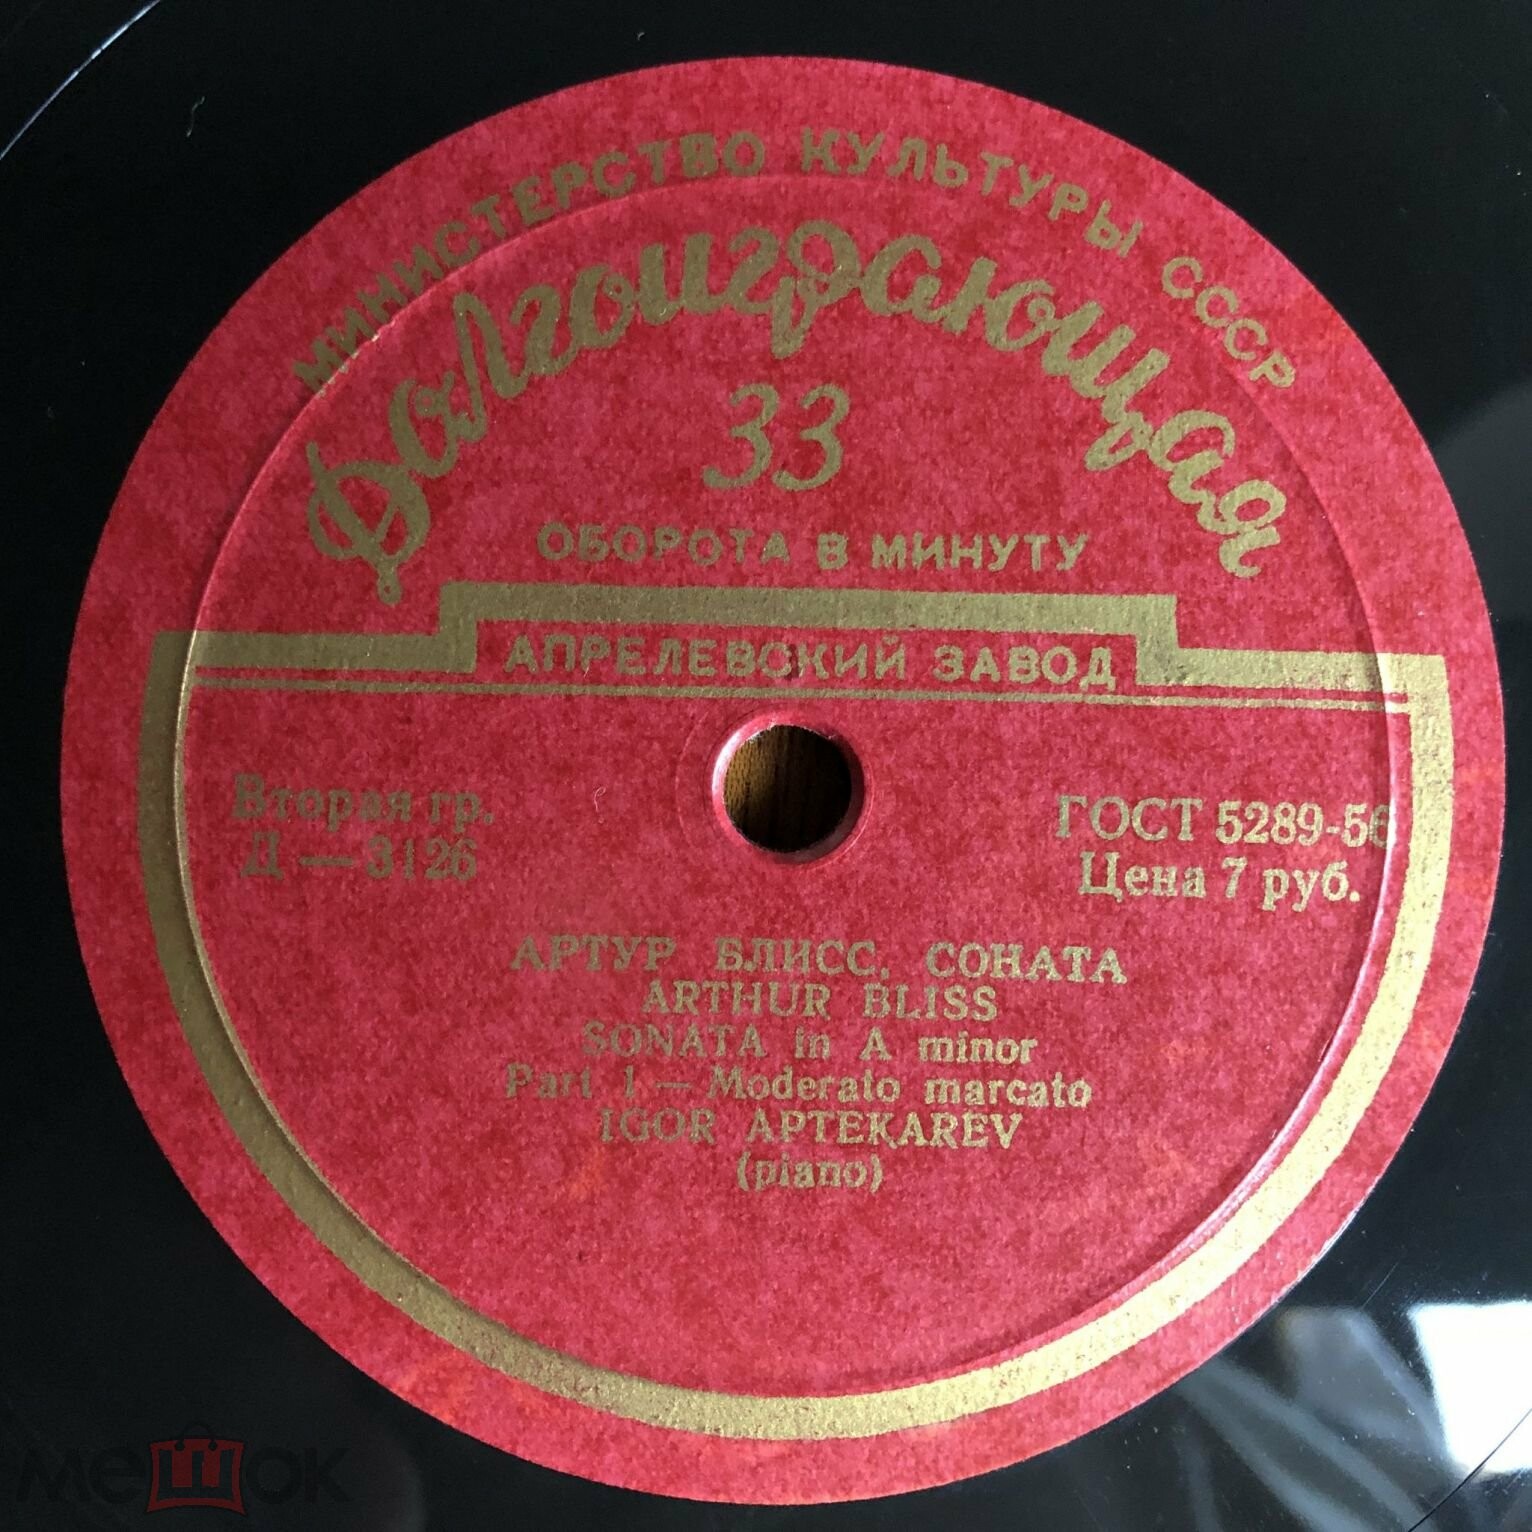 МИНИСТЕРСТВО КУЛЬТУРЫ СССР
Долгоиграющая
33
ОБОРОТА В МИНУТУ
АПРЕЛЕВСКИЙ ЗАВОД
Вторая гр.
Д — 3126
ГОСТ 5289-56
Цена 7 руб.
АРТУР БЛИСС, СОНАТА
ARTHUR BLISS
SONATA in A minor
Part 1 — Moderato marcato
IGOR APTEKAREV
(piano)
мешок